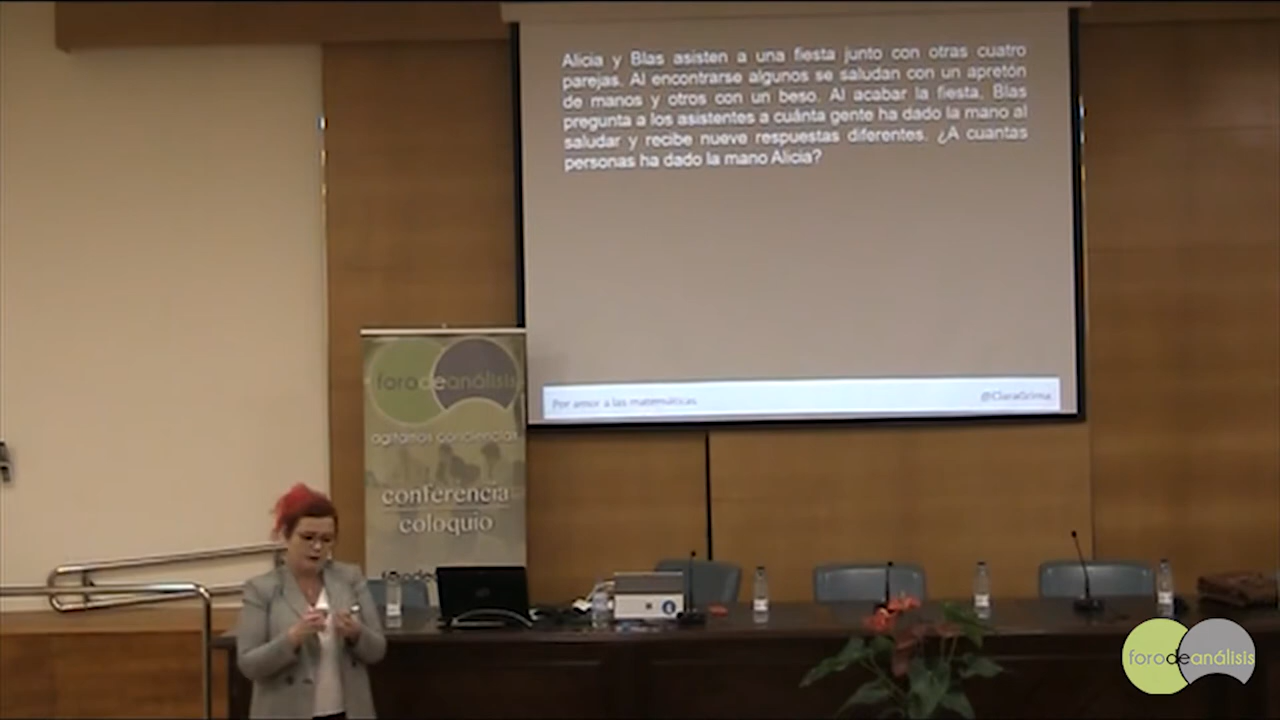 Alicia y Blas asisten a una fiesta junto con otras cuatro
parejas. Al encontrarse algunos se saludan con un apretón
de manos y otros con un beso. Al acabar la fiesta, Blas
pregunta a los asistentes a cuánta gente ha dado la mano al
saludar y recibe nueve respuestas diferentes. ¿A cuantas
personas ha dado la mano Alicia?
Por amor a las matemáticas
@ClaraGrima
forodeanálisis
agitamos conciencias
conferencia
coloquio
forodeanálisis